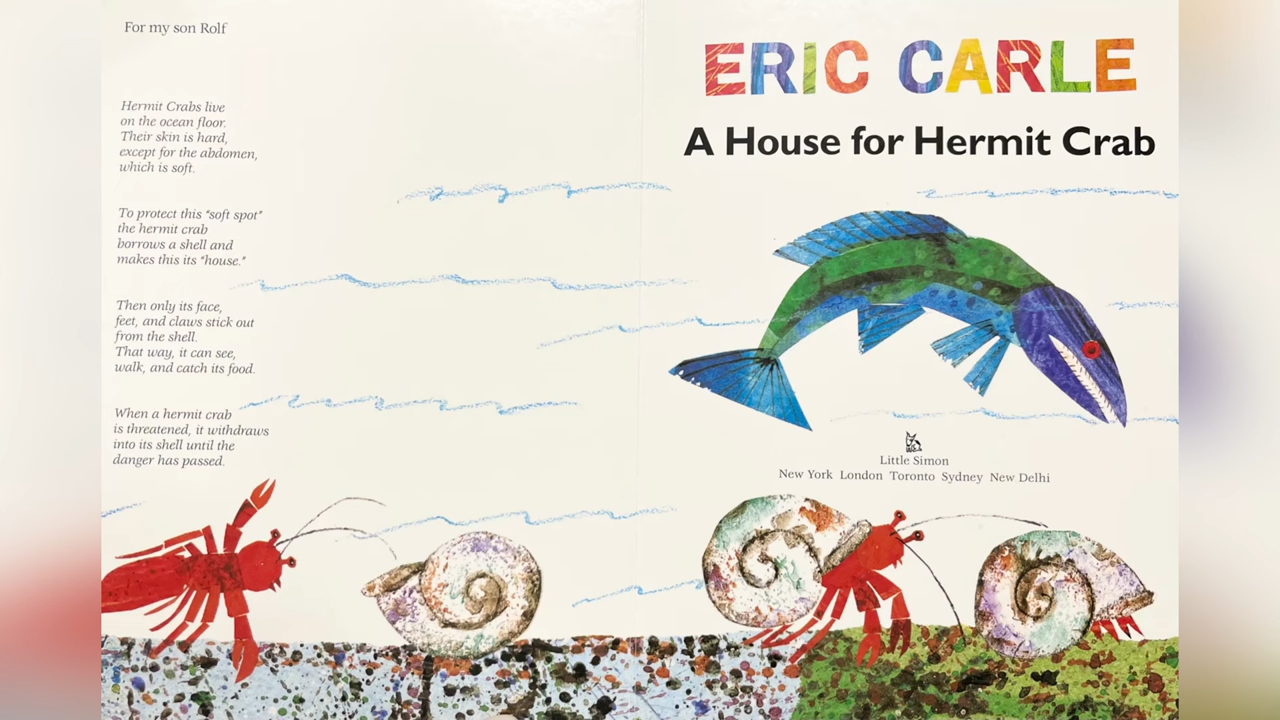 For my son Rolf
Hermit Crabs live
on the ocean floor.
Their skin is hard,
except for the abdomen,
which is soft.
To protect this "soft spot"
the hermit crab
borrows a shell and
makes this its "house."
Then only its face,
feet, and claws stick out
from the shell.
That way, it can see,
walk, and catch its food.
When a hermit crab
is threatened, it withdraws
into its shell until the
danger has passed.
ERIC CARLE
A House for Hermit Crab
Little Simon
New York London Toronto Sydney New Delhi